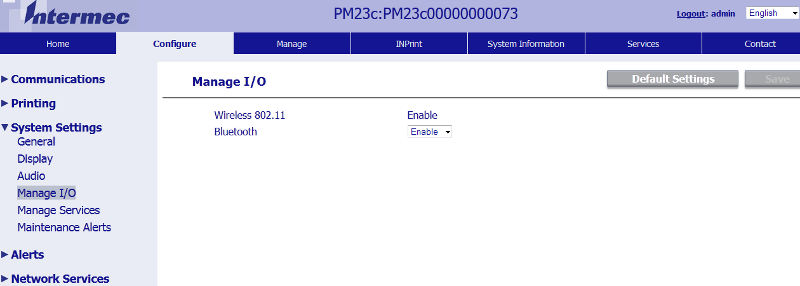 Intermec
PM23c:PM23c00000000073
Logout: admin
English
Home
Configure
Manage
INPrint
System Information
Services
Contact
Communications
Printing
System Settings
General
Display
Audio
Manage I/O
Manage Services
Maintenance Alerts
Alerts
Network Services
Manage I/O
Default Settings
Save
Wireless 802.11 Enable
Bluetooth Enable